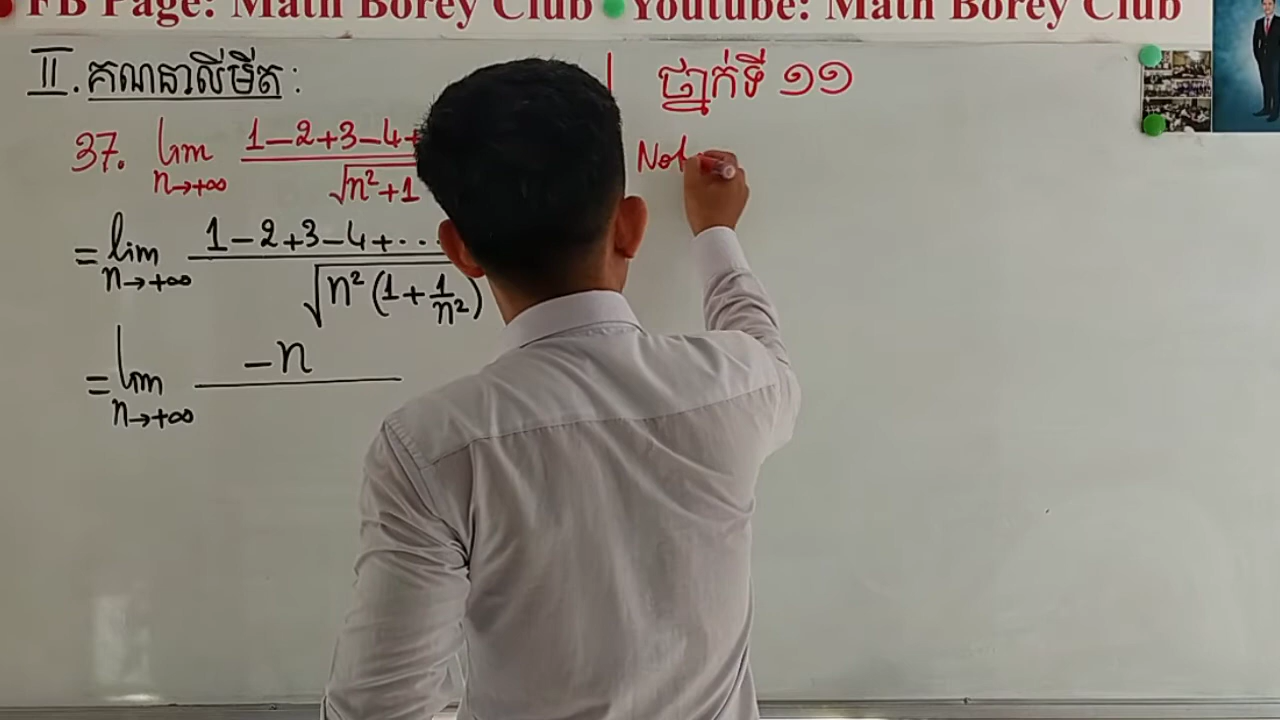 FB Page: Math Borey Club Youtube: Math Borey Club
II. គណនាលីមីត :
ថ្នាក់ទី ១១
37. lim n→+∞ 1-2+3-4+ / √n²+1
Not
= lim n→+∞ 1-2+3-4+... / √n²(1+1/n²)
= lim n→+∞ -n